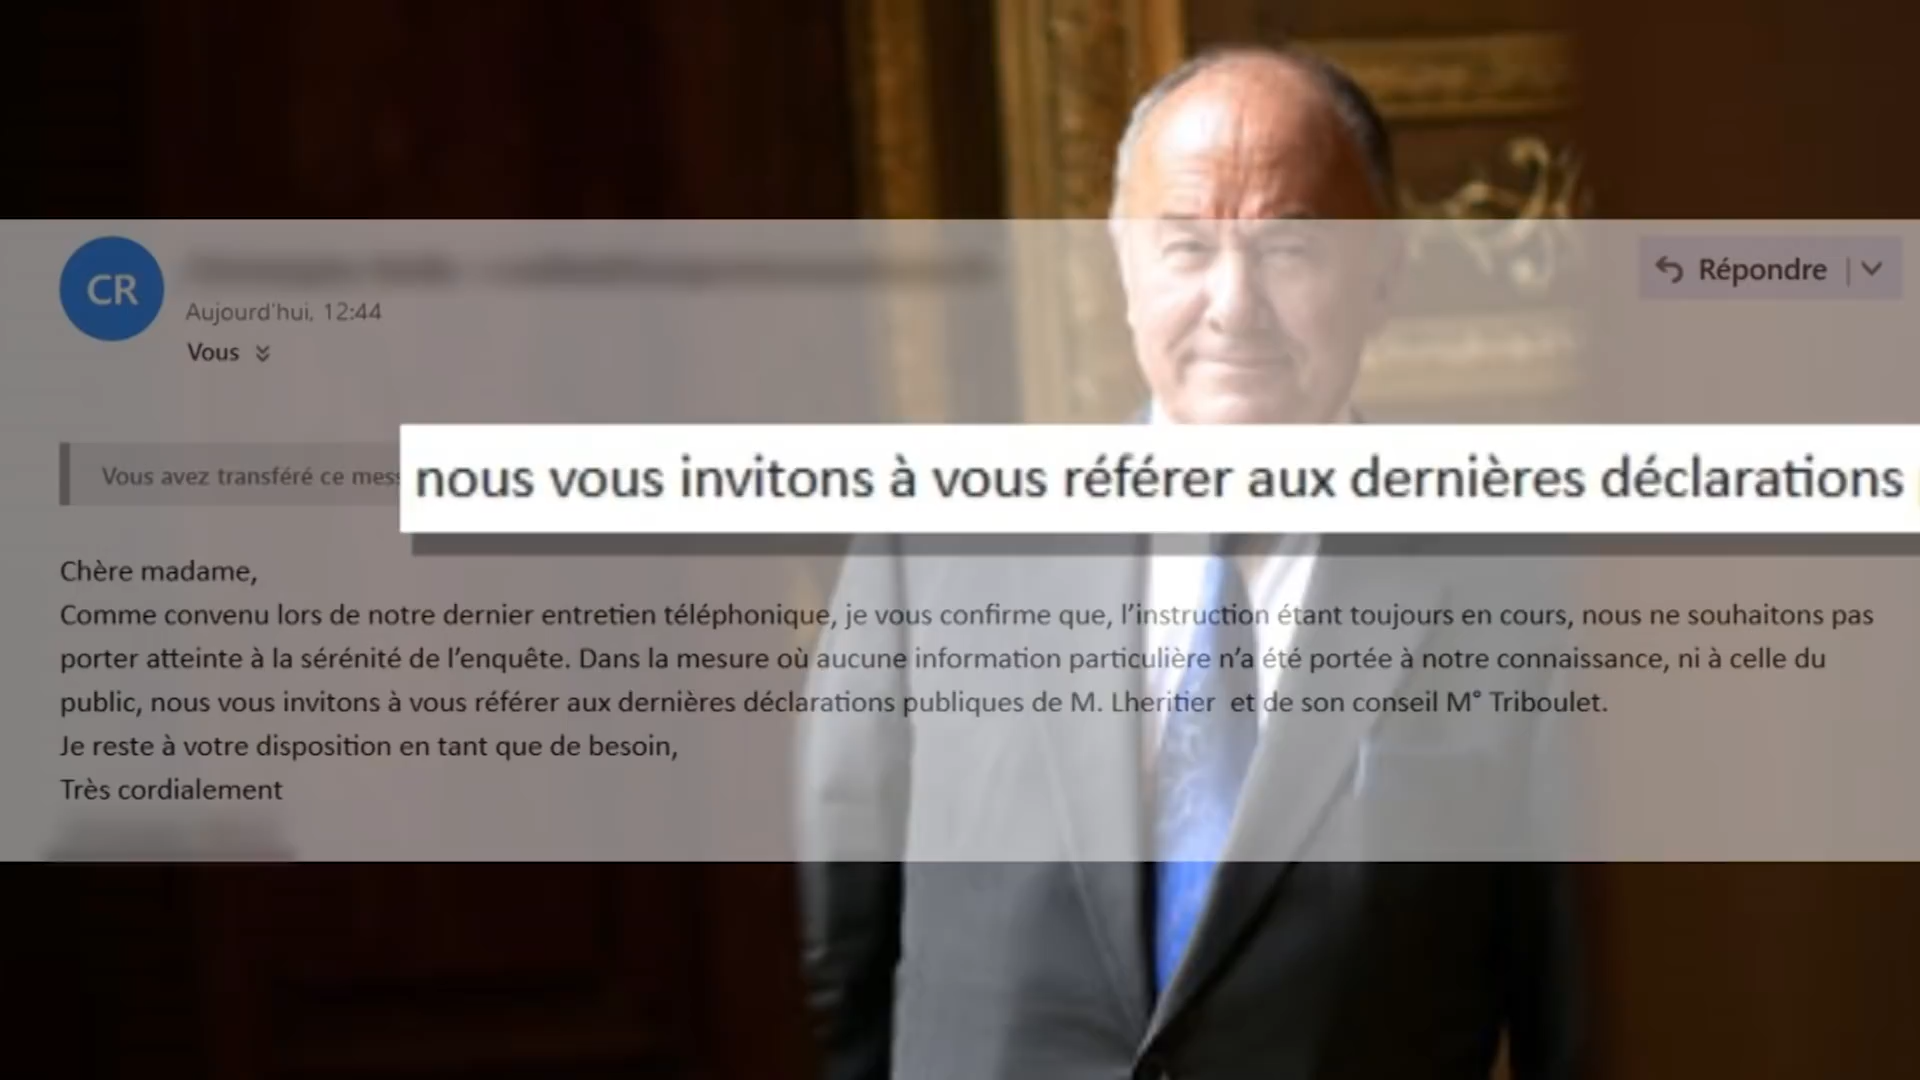 CR
Aujourd'hui, 12:44
Répondre
Vous
Vous avez transféré ce mes
nous vous invitons à vous référer aux dernières déclarations
Chère madame,
Comme convenu lors de notre dernier entretien téléphonique, je vous confirme que, l’instruction étant toujours en cours, nous ne souhaitons pas
porter atteinte à la sérénité de l’enquête. Dans la mesure où aucune information particulière n’a été portée à notre connaissance, ni à celle du
public, nous vous invitons à vous référer aux dernières déclarations publiques de M. Lheritier et de son conseil M° Triboulet.
Je reste à votre disposition en tant que de besoin,
Très cordialement